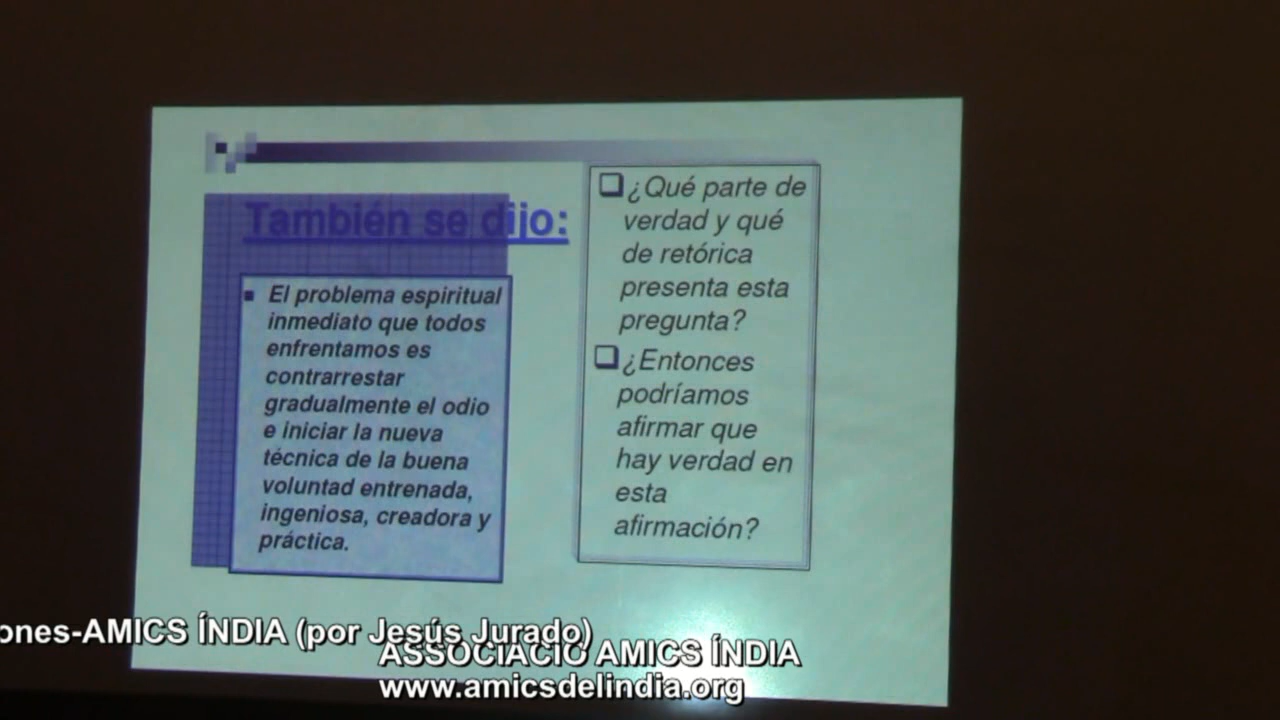 También se dijo:
El problema espiritual
inmediato que todos
enfrentamos es
contrarrestar
gradualmente el odio
e iniciar la nueva
técnica de la buena
voluntad entrenada,
ingeniosa, creadora y
práctica.
¿Qué parte de
verdad y qué
de retórica
presenta esta
pregunta?
¿Entonces
podríamos
afirmar que
hay verdad en
esta
afirmación?
ones-AMICS ÍNDIA (por Jesús Jurado)
ASSOCIACIÓ AMICS ÍNDIA
www.amicsdelindia.org